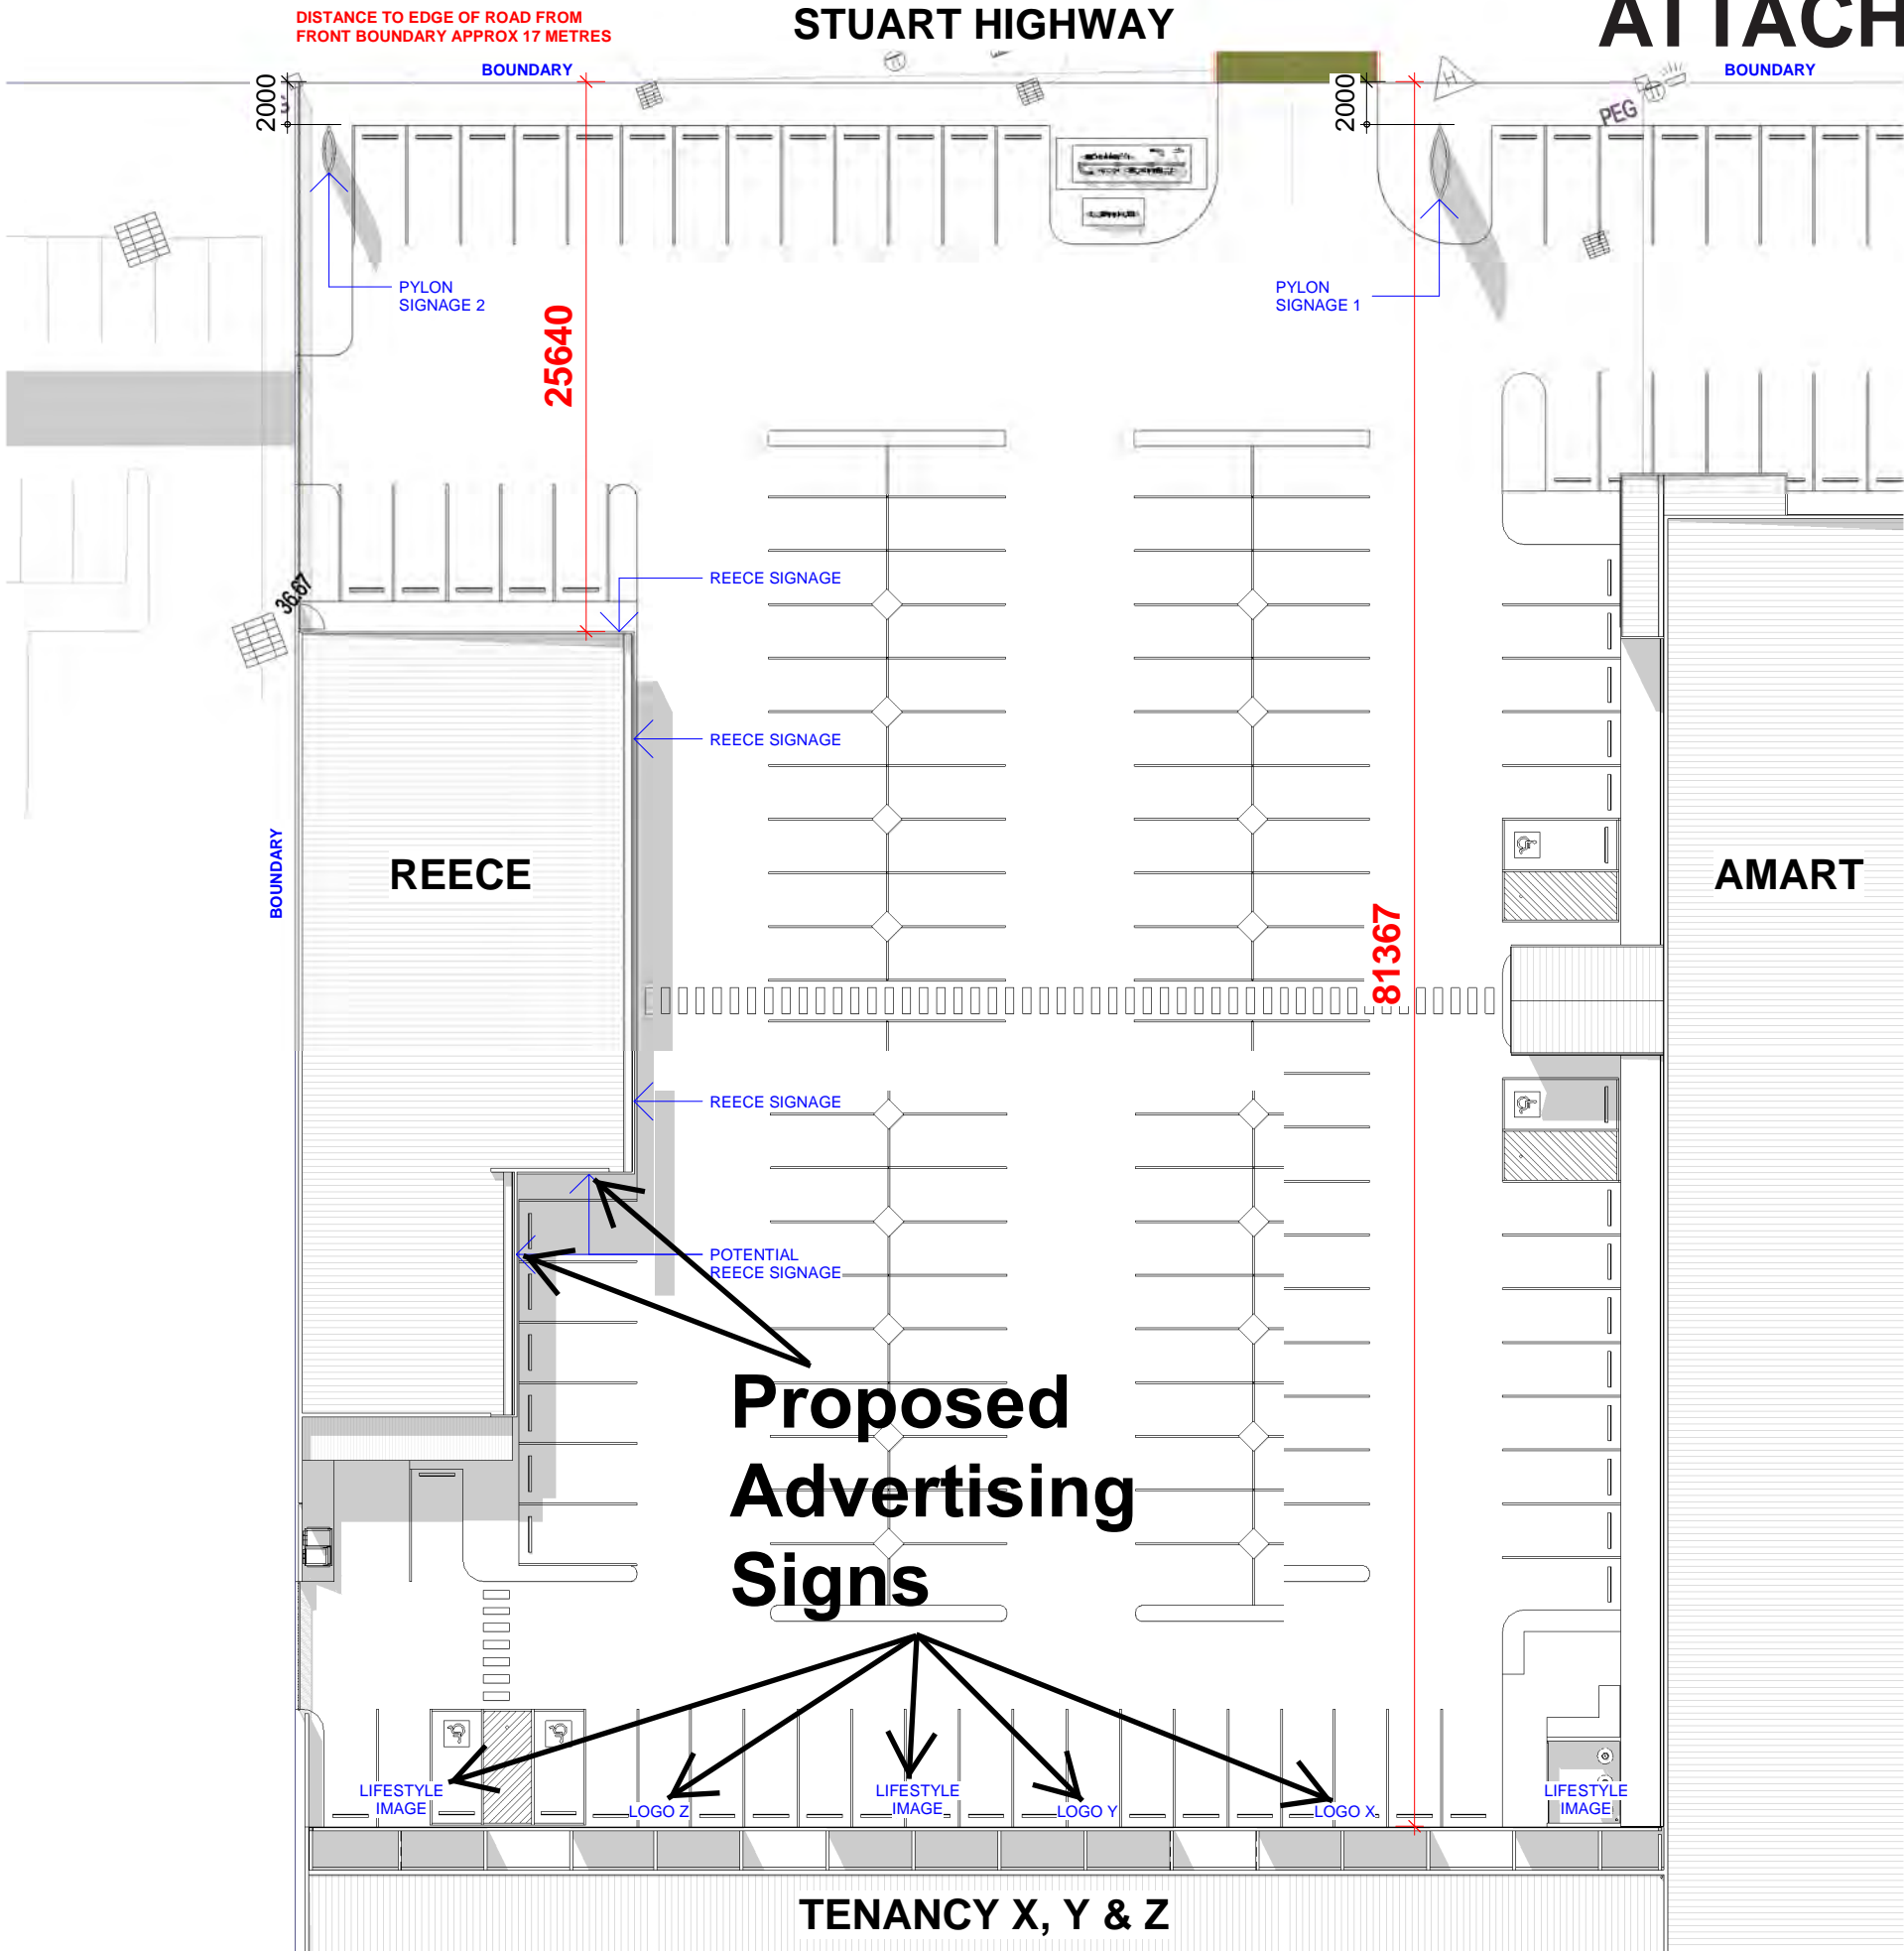 DISTANCE TO EDGE OF ROAD FROM
FRONT BOUNDARY APPROX 17 METRES
STUART HIGHWAY
ATTACH
BOUNDARY
BOUNDARY
2000
2000
H
PEG
PYLON
SIGNAGE 2
PYLON
SIGNAGE 1
25640
36.67
REECE SIGNAGE
REECE SIGNAGE
BOUNDARY
REECE
AMART
81367
REECE SIGNAGE
POTENTIAL
REECE SIGNAGE
Proposed
Advertising
Signs
LIFESTYLE
IMAGE
LOGO Z
LIFESTYLE
IMAGE
LOGO Y
LOGO X
LIFESTYLE
IMAGE
TENANCY X, Y & Z